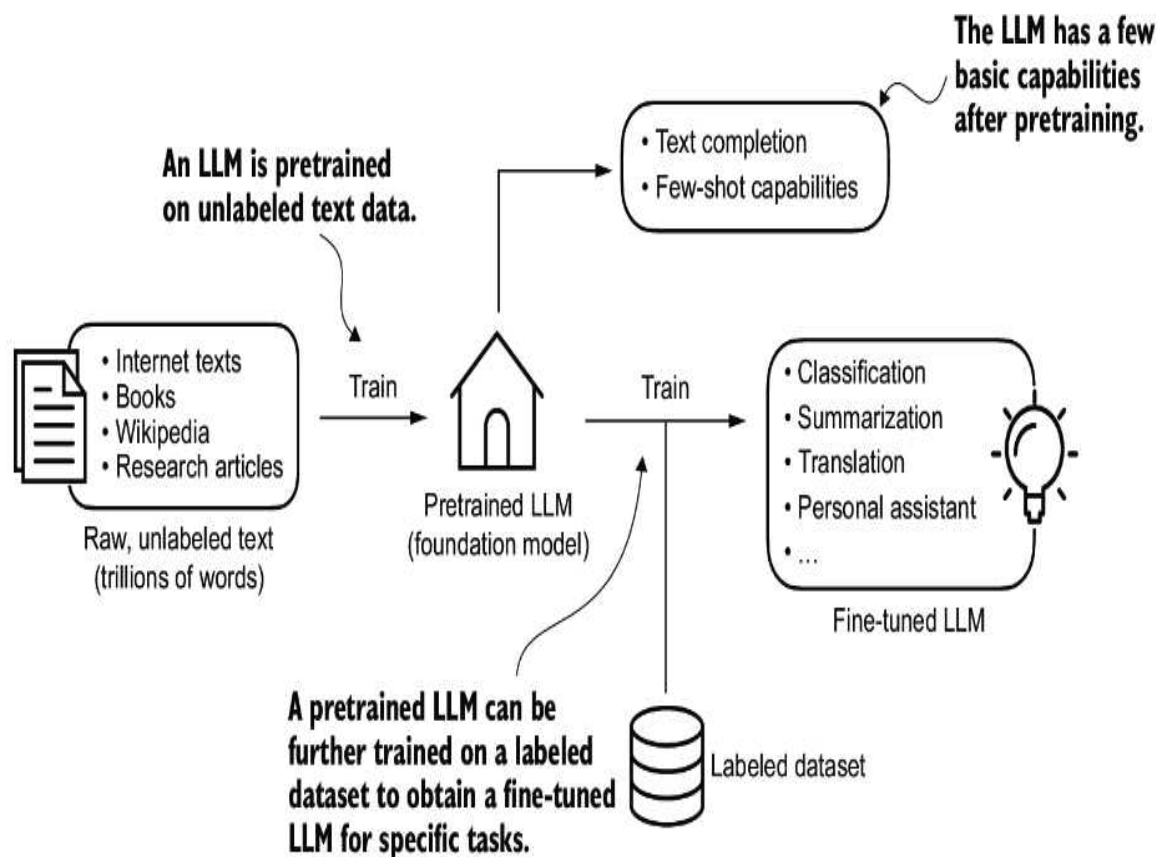 The LLM has a few
basic capabilities
after pretraining.
• Text completion
• Few-shot capabilities
An LLM is pretrained
on unlabeled text data.
• Internet texts
• Books
• Wikipedia
• Research articles
Raw, unlabeled text
(trillions of words)
Train
Pretrained LLM
(foundation model)
Train
• Classification
• Summarization
• Translation
• Personal assistant
• ...
Fine-tuned LLM
A pretrained LLM can be
further trained on a labeled
dataset to obtain a fine-tuned
LLM for specific tasks.
Labeled dataset